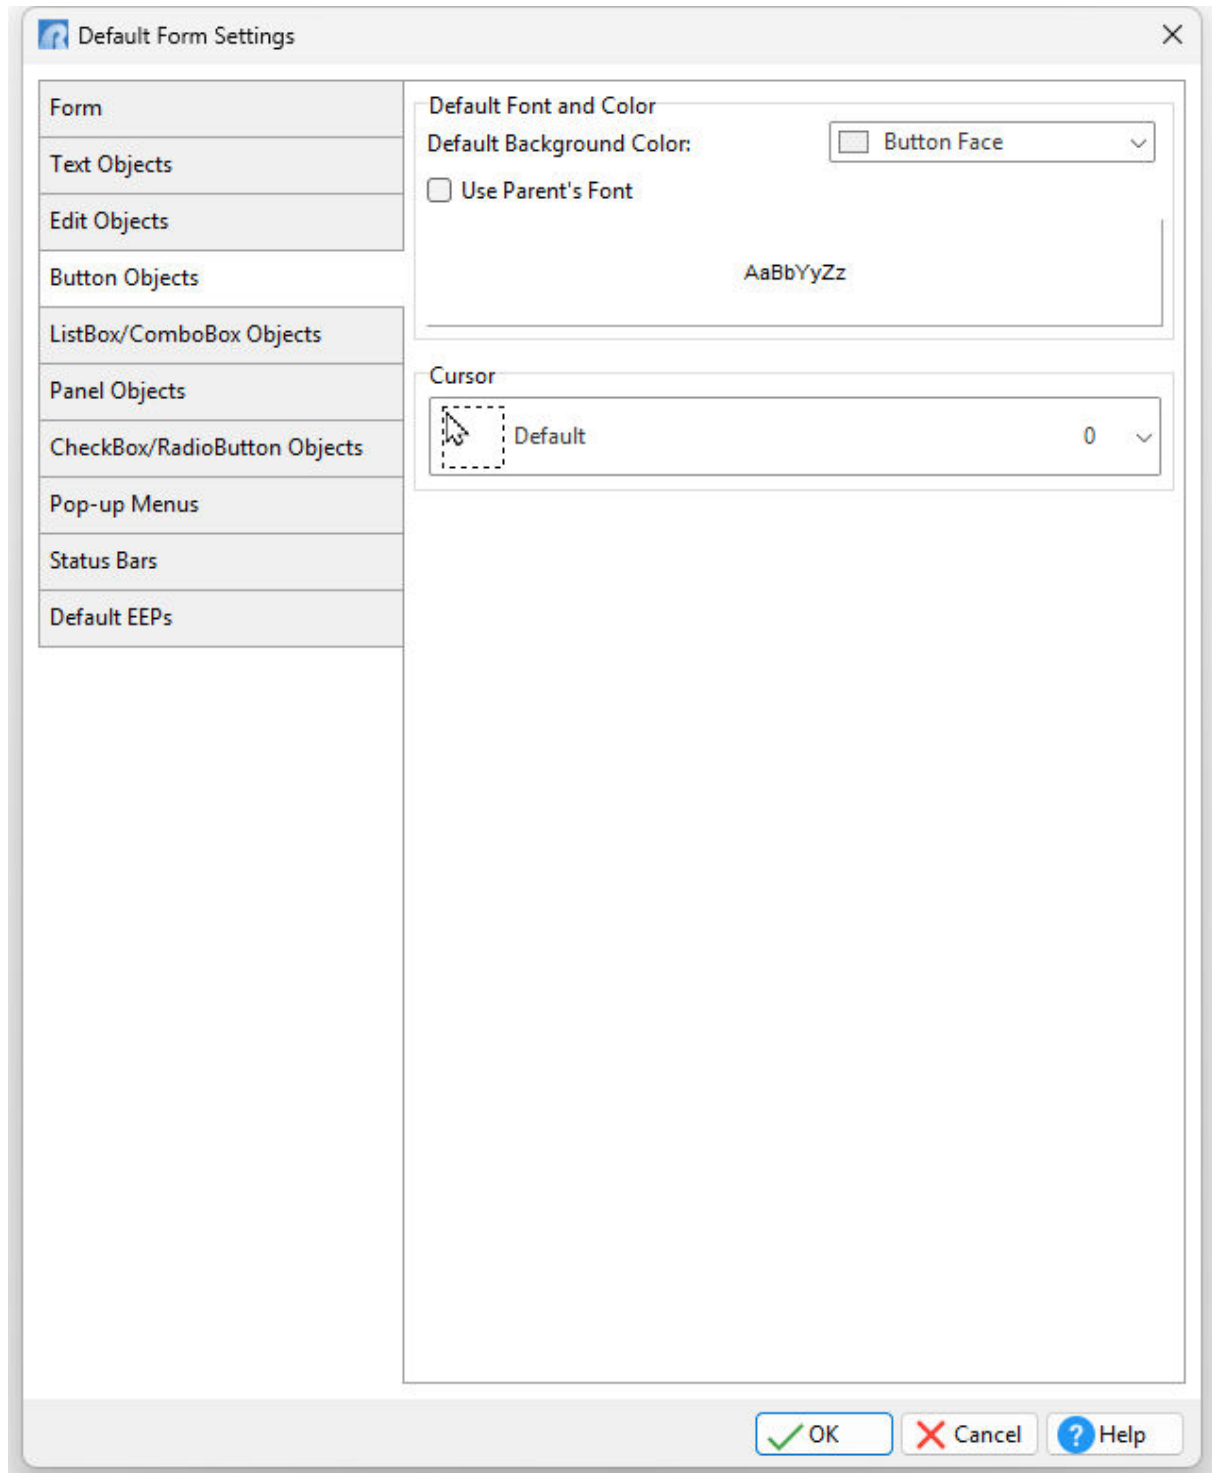 Default Form Settings
Form
Text Objects
Edit Objects
Button Objects
ListBox/ComboBox Objects
Panel Objects
CheckBox/RadioButton Objects
Pop-up Menus
Status Bars
Default EEPs
Default Font and Color
Default Background Color:
Button Face
Use Parent's Font
AaBbYyZz
Cursor
Default 0
OK
Cancel
Help